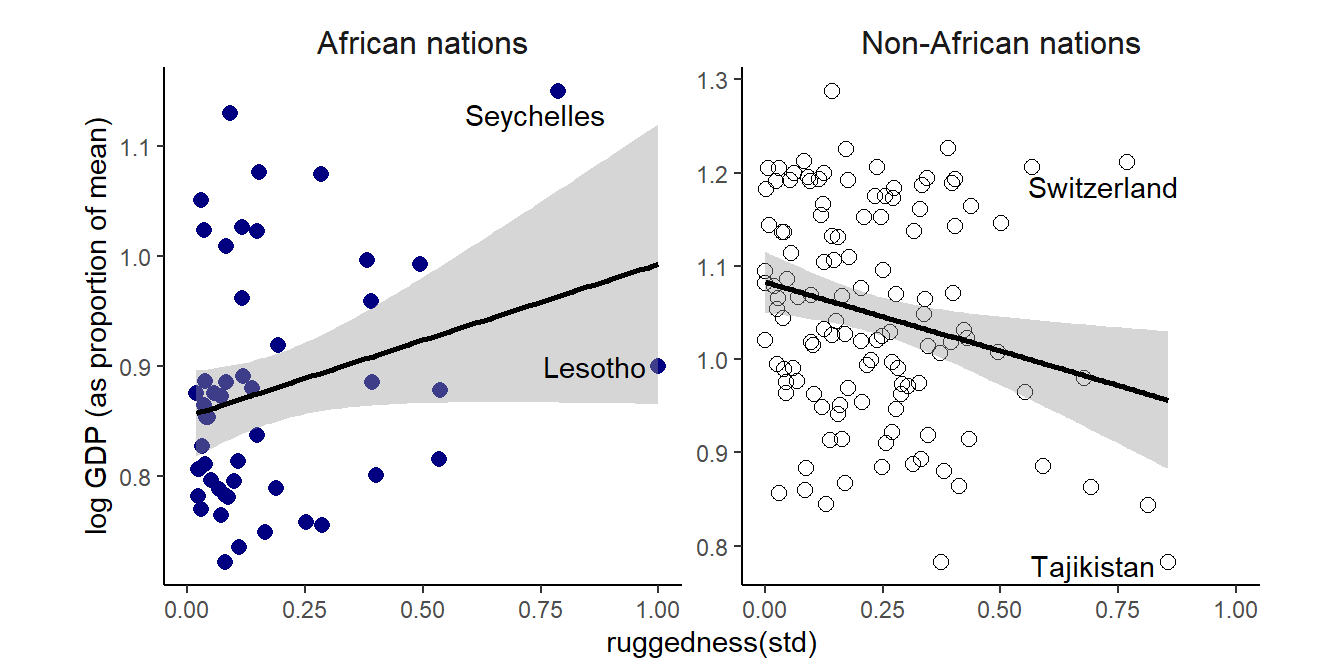 African nations
Non-African nations
log GDP (as proportion of mean)
1.1
1.0
0.9
0.8
Seychelles
Lesotho
0.00 0.25 0.50 0.75 1.00
1.3
1.2
1.1
1.0
0.9
0.8
Switzerland
Tajikistan
0.00 0.25 0.50 0.75 1.00
ruggedness(std)